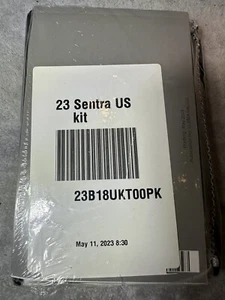 23 Sentra US
kit
23B18UKT00PK
May 11, 2023 8:30